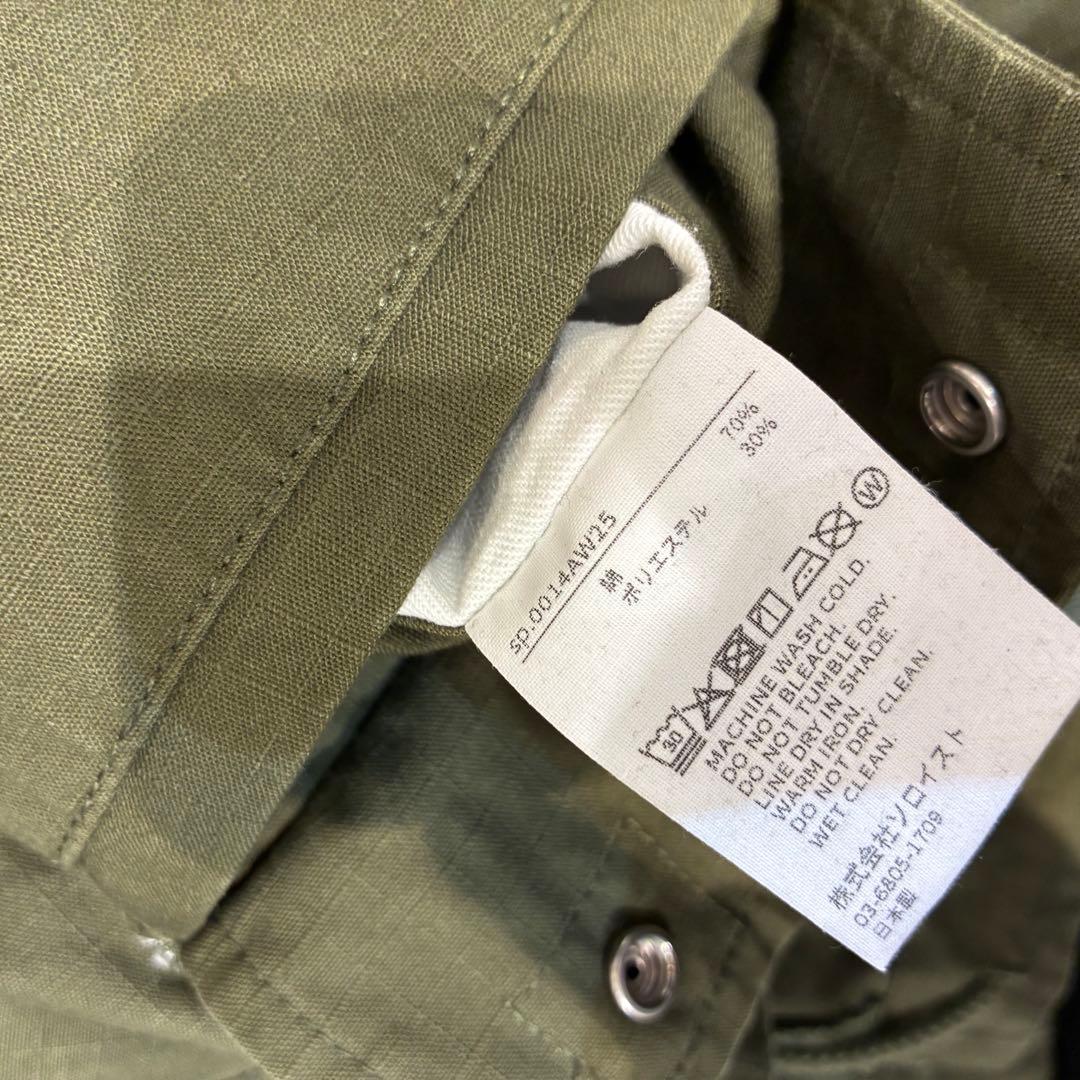 sp.0014AW25
綿 70%
ポリエステル 30%
30
W
MACHINE WASH COLD.
DO NOT BLEACH.
DO NOT TUMBLE DRY.
LINE DRY IN SHADE.
WARM IRON.
DO NOT DRY CLEAN.
WET CLEAN.
株式会社ソロイスト
03-6805-1709
日本製